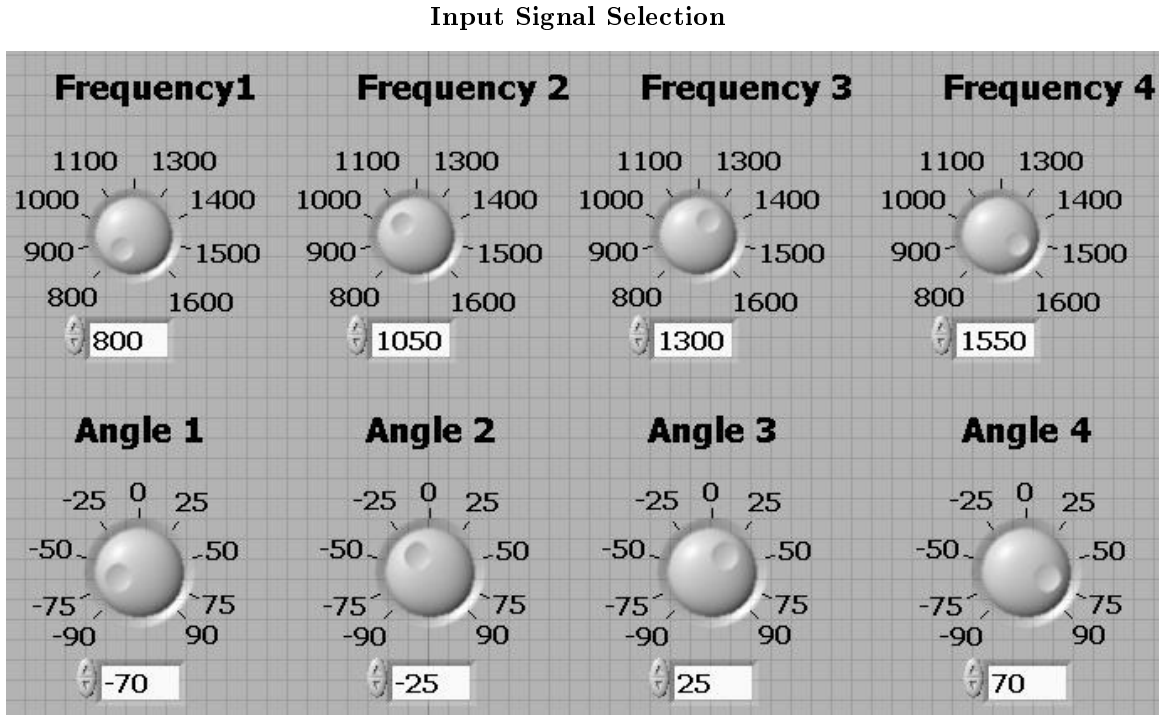 Input Signal Selection
Frequency1 Frequency 2 Frequency 3 Frequency 4
1100 1300 1100 1300 1100 1300 1100 1300
1000 1400 1000 1400 1000 1400 1000 1400
900 1500 900 1500 900 1500 900 1500
800 1600 800 1600 800 1600 800 1600
800 1050 1300 1550
Angle 1 Angle 2 Angle 3 Angle 4
-25 0 25 -25 0 25 -25 0 25 -25 0 25
-50 50 -50 50 -50 50 -50 50
-75 75 -75 75 -75 75 -75 75
-90 90 -90 90 -90 90 -90 90
-70 -25 25 70